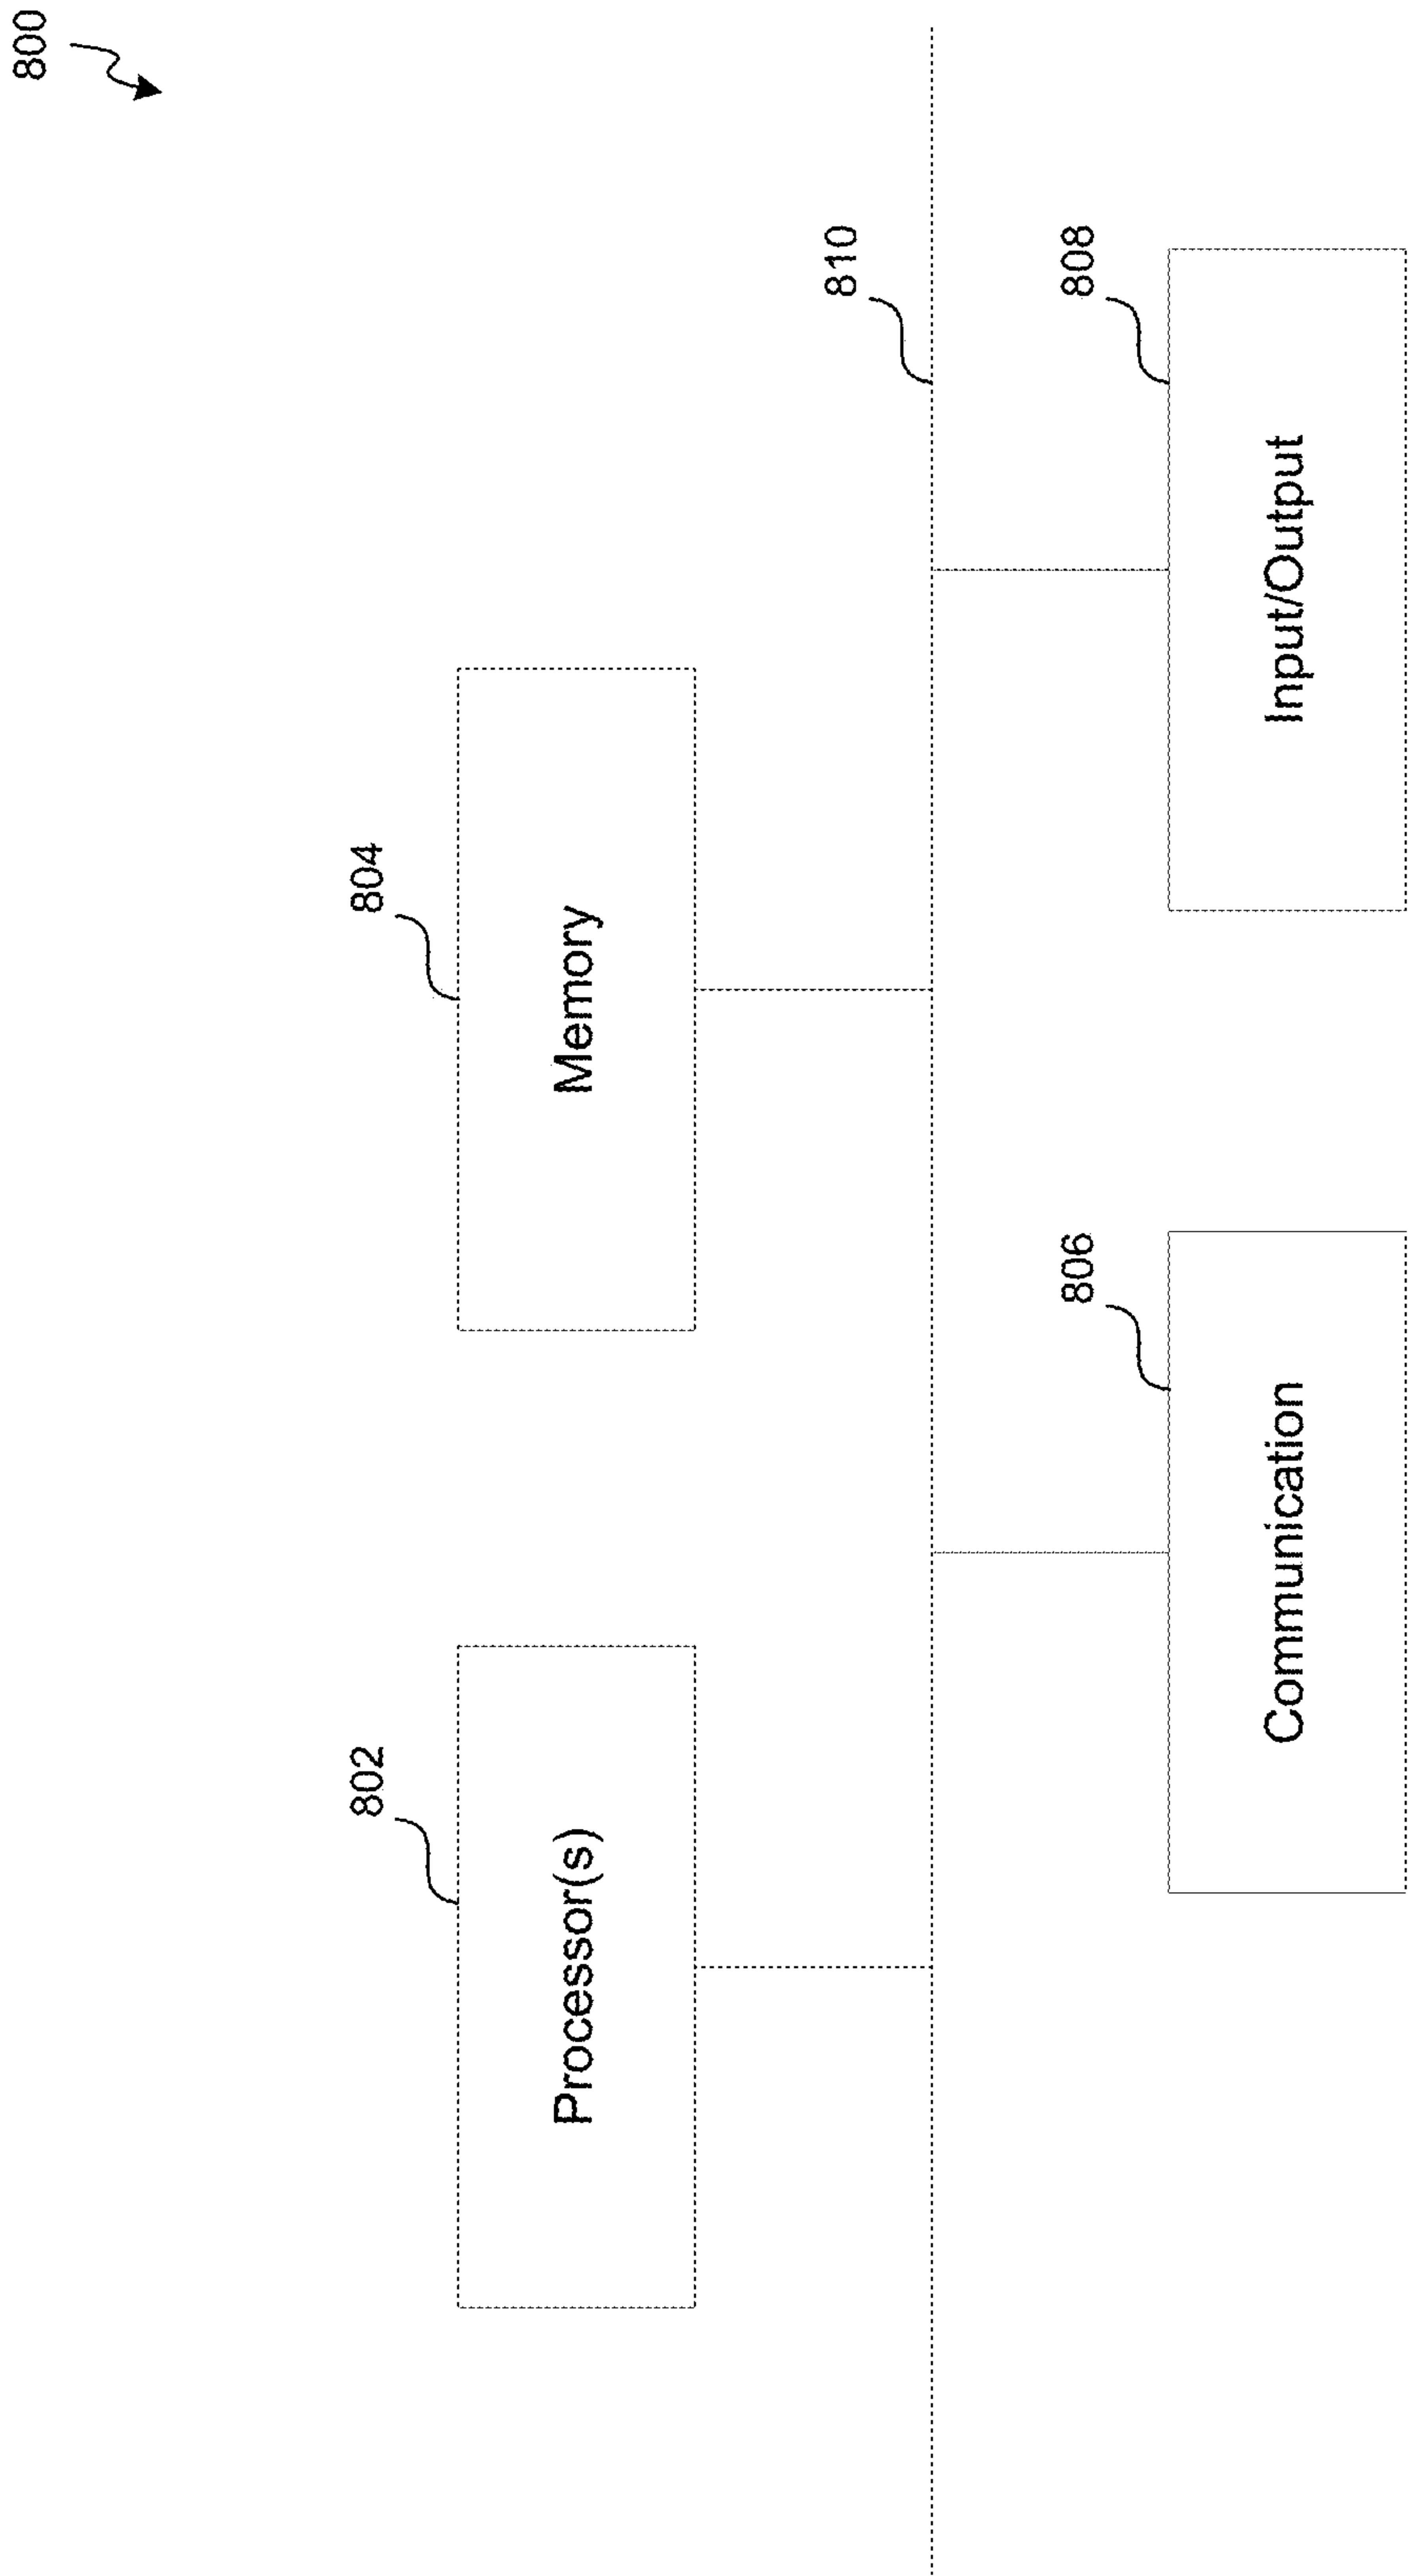 800
802
Processor(s)
804
Memory
810
806
Communication
808
Input/Output